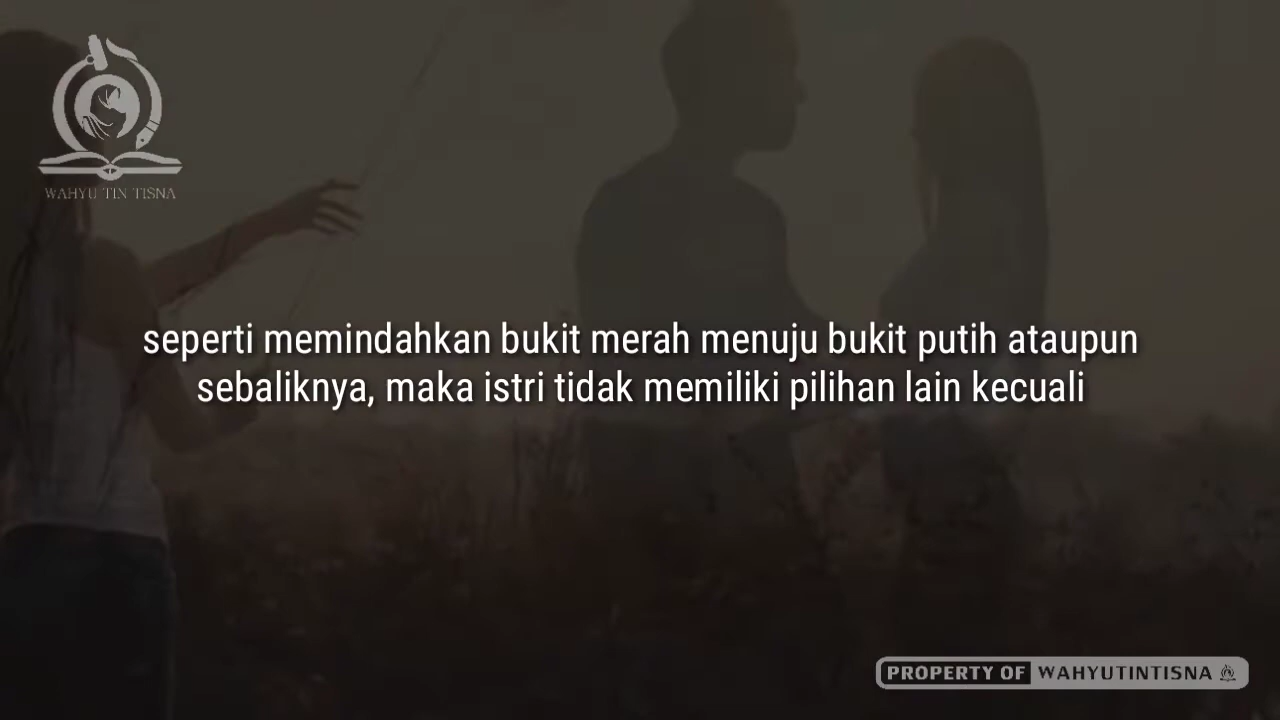 WAHYU TIN TISNA
seperti memindahkan bukit merah menuju bukit putih ataupun
sebaliknya, maka istri tidak memiliki pilihan lain kecuali
PROPERTY OF WAHYUTINTISNA